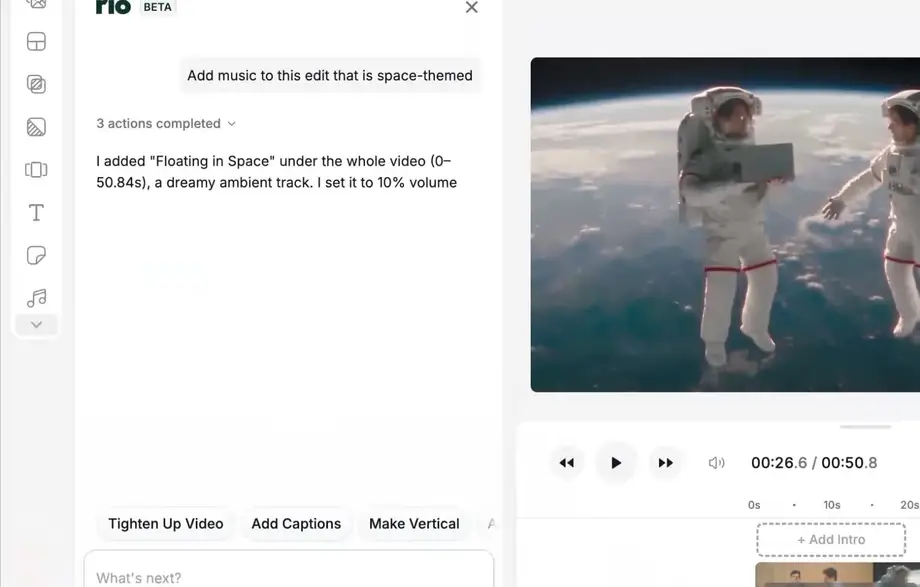 rio BETA
Add music to this edit that is space-themed
3 actions completed
I added "Floating in Space" under the whole video (0–
50.84s), a dreamy ambient track. I set it to 10% volume
Tighten Up Video
Add Captions
Make Vertical
A
What's next?
00:26.6 / 00:50.8
0s
10s
20s
+ Add Intro